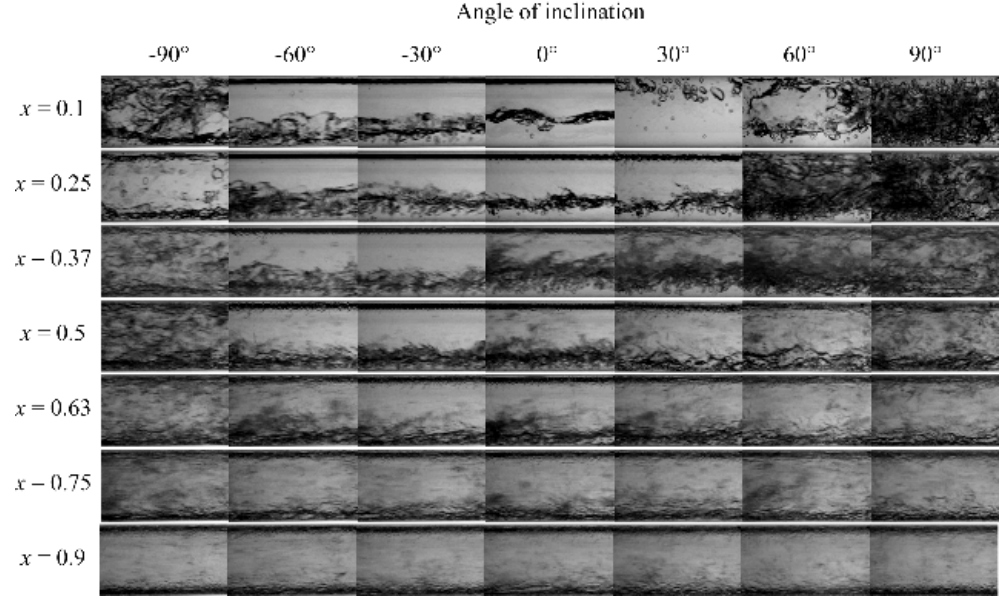 Angle of inclination
-90° -60° -30° 0° 30° 60° 90°
x = 0.1
x = 0.25
x = 0.37
x = 0.5
x = 0.63
x = 0.75
x = 0.9